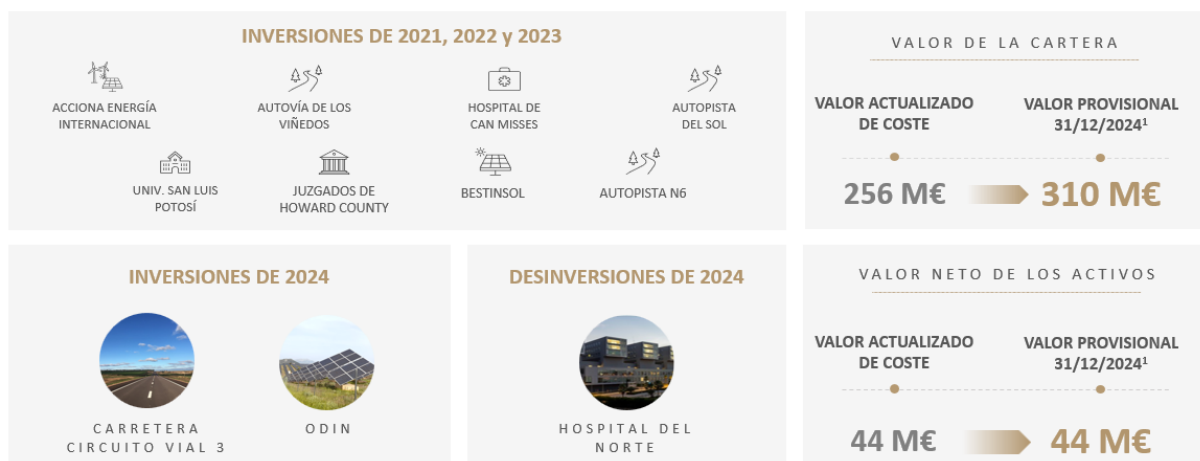 INVERSIONES DE 2021, 2022 y 2023
ACCIONA ENERGÍA
INTERNACIONAL
AUTOVÍA DE LOS
VIÑEDOS
HOSPITAL DE
CAN MISSES
AUTOPISTA
DEL SOL
UNIV. SAN LUIS
POTOSÍ
JUZGADOS DE
HOWARD COUNTY
BESTINSOL
AUTOPISTA N6
VALOR DE LA CARTERA
VALOR ACTUALIZADO
DE COSTE
VALOR PROVISIONAL
31/12/2024¹
256 M€
310 M€
INVERSIONES DE 2024
CARRETERA
CIRCUITO VIAL 3
ODIN
DESINVERSIONES DE 2024
HOSPITAL DEL
NORTE
VALOR NETO DE LOS ACTIVOS
VALOR ACTUALIZADO
DE COSTE
VALOR PROVISIONAL
31/12/2024¹
44 M€
44 M€